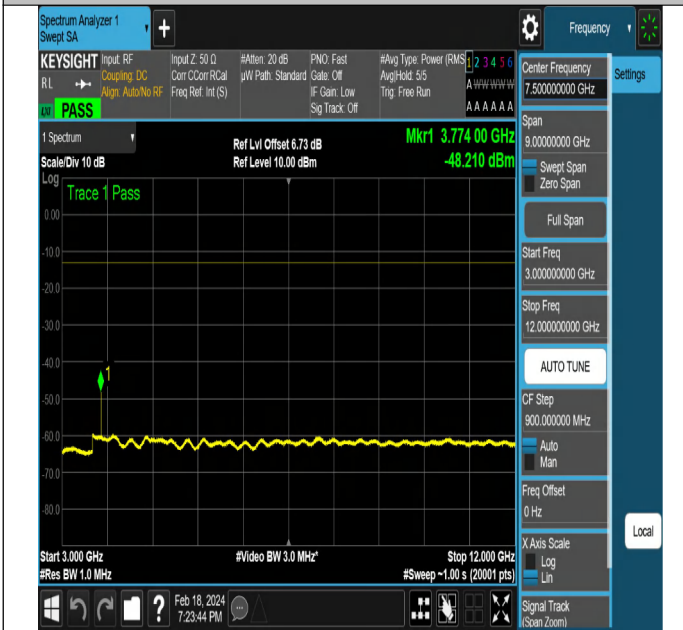 Spectrum Analyzer 1
Swept SA
Frequency
KEYSIGHT
RL
LXI
PASS
Input: RF
Coupling: DC
Align: Auto/No RF
Input Z: 50 Ω
Corr CCorr RCal
Freq Ref: Int (S)
#Atten: 20 dB
µW Path: Standard
PNO: Fast
Gate: Off
IF Gain: Low
Sig Track: Off
#Avg Type: Power (RMS
Avg|Hold: 5/5
Trig: Free Run
1 2 3 4 5 6
A W W W W W
A A A A A A
Center Frequency
7.500000000 GHz
Settings
Span
9.00000000 GHz
Swept Span
Zero Span
Full Span
Start Freq
3.000000000 GHz
Stop Freq
12.000000000 GHz
AUTO TUNE
CF Step
900.000000 MHz
Auto
Man
Freq Offset
0 Hz
X Axis Scale
Log
Lin
Signal Track
(Span Zoom)
Local
1 Spectrum
Scale/Div 10 dB
Ref Lvl Offset 6.73 dB
Ref Level 10.00 dBm
Mkr1 3.774 00 GHz
-48.210 dBm
Log
Trace 1 Pass
0.00
-10.0
-20.0
-30.0
-40.0
1
-50.0
-60.0
-70.0
-80.0
Start 3.000 GHz
#Video BW 3.0 MHz*
Stop 12.000 GHz
#Res BW 1.0 MHz
#Sweep ~1.00 s (20001 pts)
?
Feb 18, 2024
7:23:44 PM